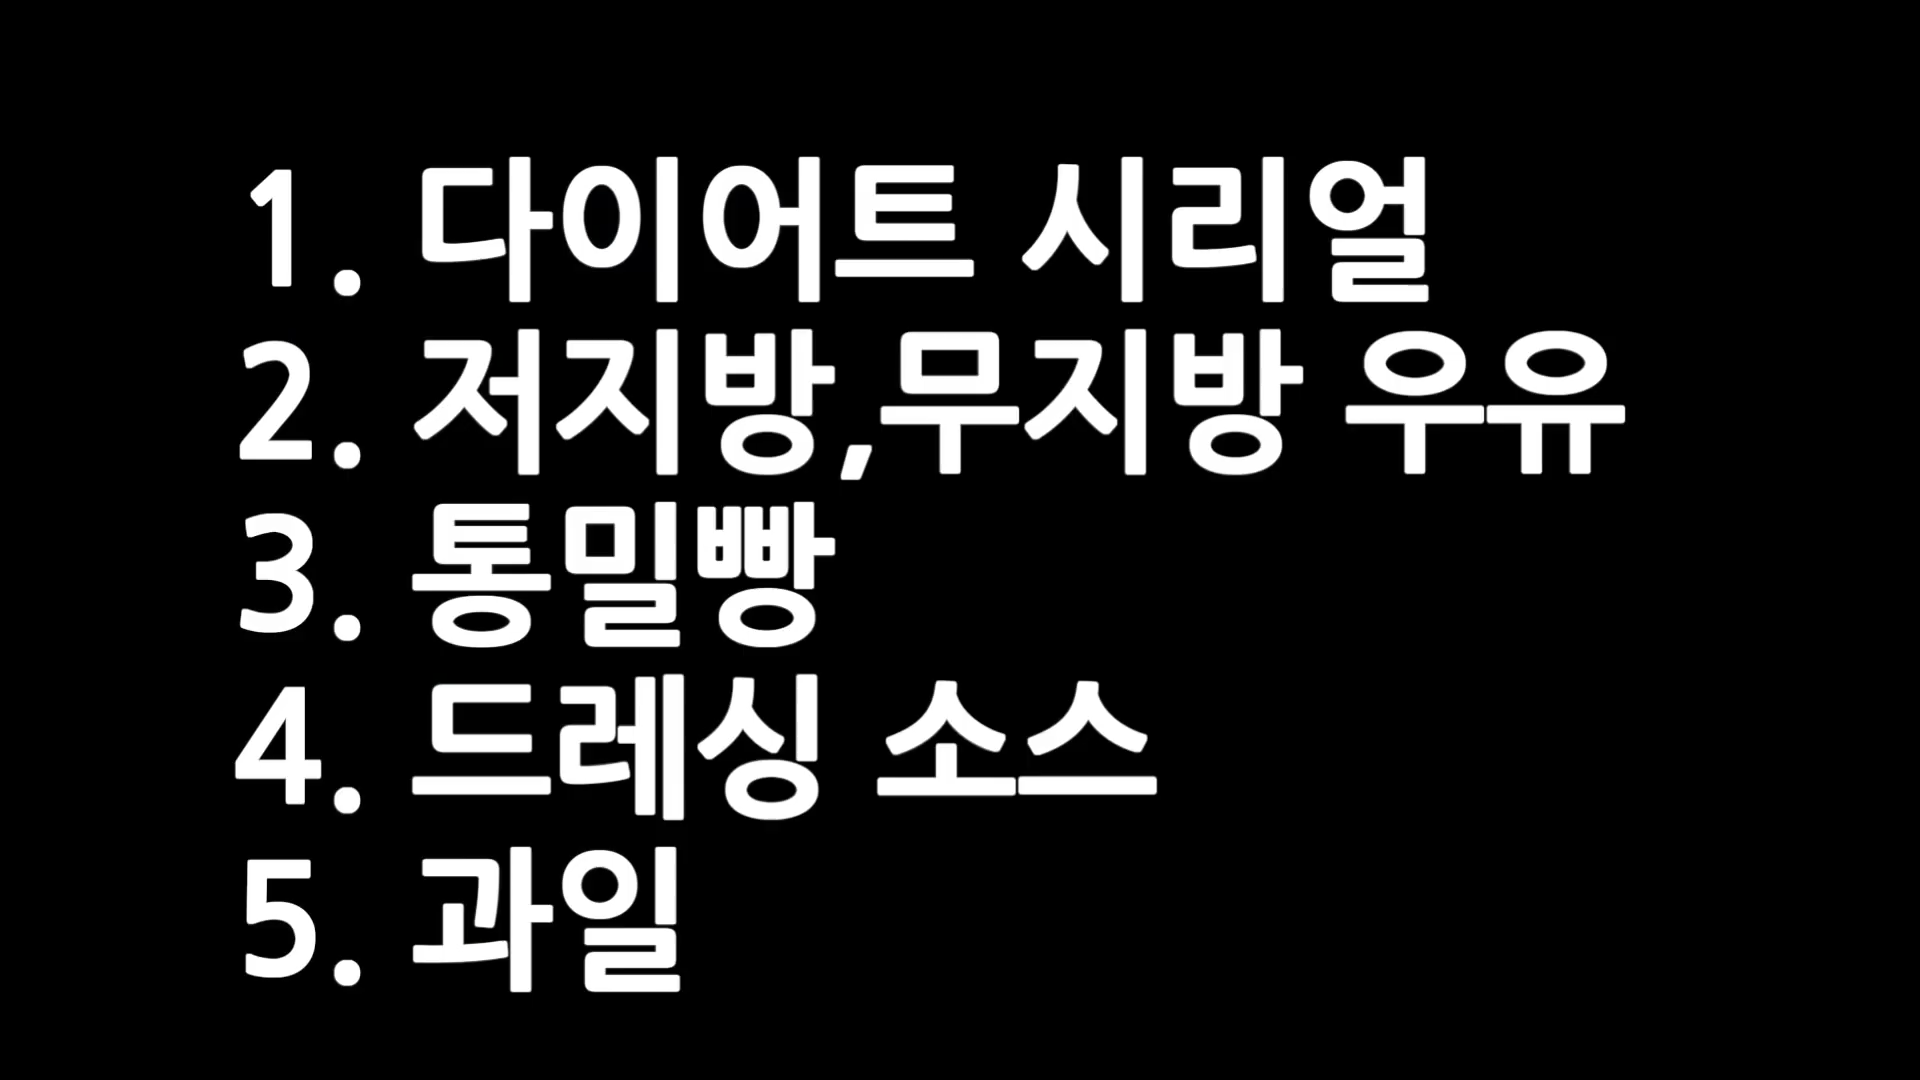 1. 다이어트 시리얼
2. 저지방,무지방 우유
3. 통밀빵
4. 드레싱 소스
5. 과일